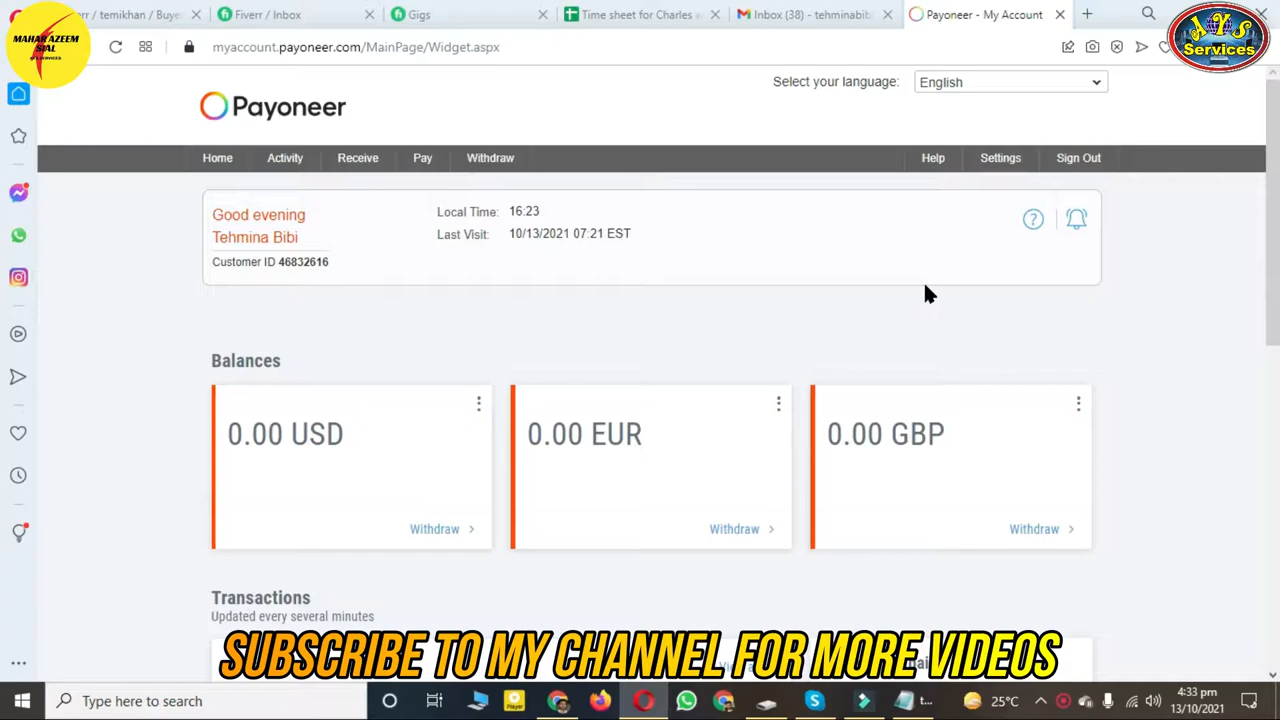 rr / temikhan / Buye
Fiverr / Inbox
Gigs
Time sheet for Charles
Inbox (38) - tehminabib
Payoneer - My Account
MAHAR AZEEM
SIAL
AYS
Services
myaccount.payoneer.com/MainPage/Widget.aspx
Select your language:
English
Payoneer
Home
Activity
Receive
Pay
Withdraw
Help
Settings
Sign Out
Good evening
Tehmina Bibi
Customer ID 46832616
Local Time: 16:23
Last Visit: 10/13/2021 07:21 EST
?
Balances
0.00 USD
0.00 EUR
0.00 GBP
Withdraw
Withdraw
Withdraw
Transactions
Updated every several minutes
SUBSCRIBE TO MY CHANNEL FOR MORE VIDEOS
Type here to search
25°C
4:33 pm
13/10/2021